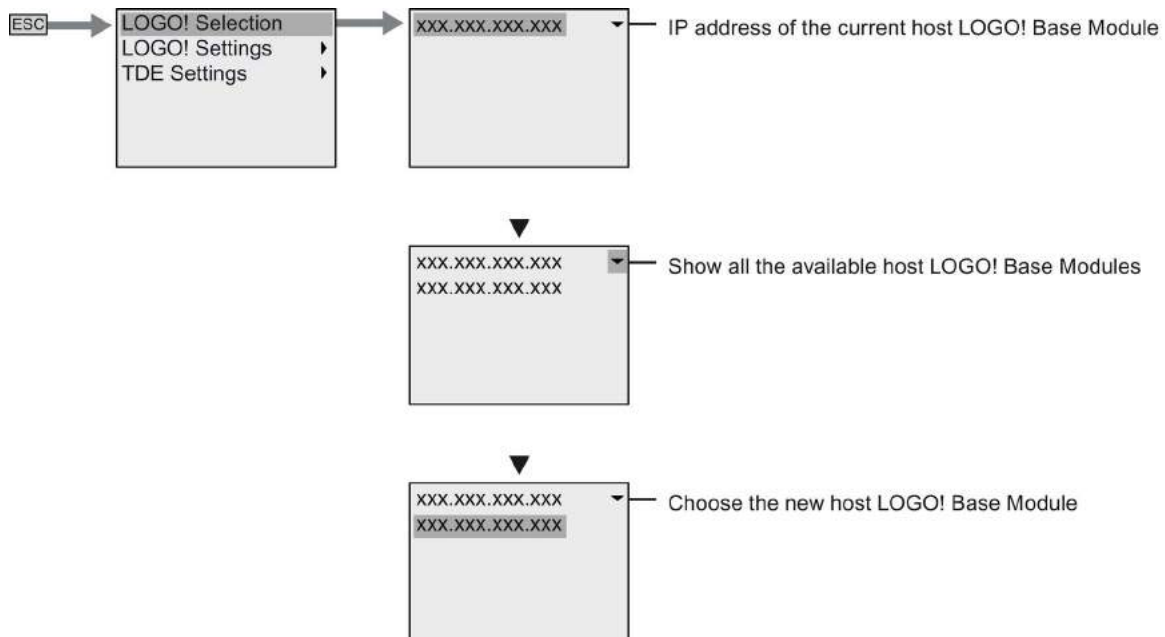 ESC
LOGO! Selection
LOGO! Settings
TDE Settings
xxx.xxx.xxx.xxx
IP address of the current host LOGO! Base Module
xxx.xxx.xxx.xxx
xxx.xxx.xxx.xxx
Show all the available host LOGO! Base Modules
xxx.xxx.xxx.xxx
xxx.xxx.xxx.xxx
Choose the new host LOGO! Base Module